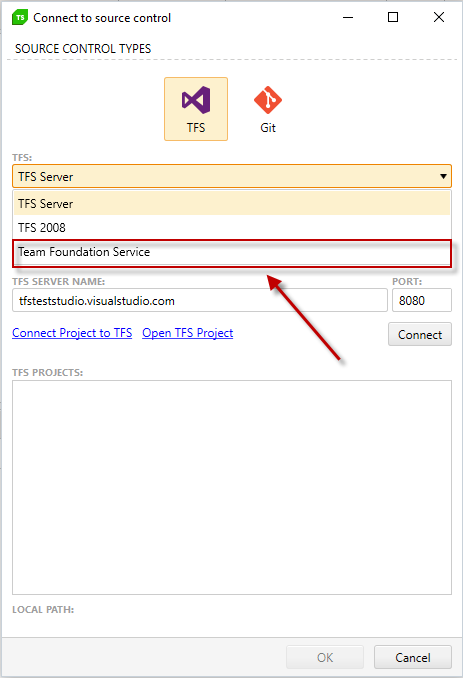 TS Connect to source control
SOURCE CONTROL TYPES
TFS Git
TFS:
TFS Server
TFS Server
TFS 2008
Team Foundation Service
TFS SERVER NAME: PORT:
tfsteststudio.visualstudio.com 8080
Connect Project to TFS Open TFS Project Connect
TFS PROJECTS:
LOCAL PATH:
OK Cancel